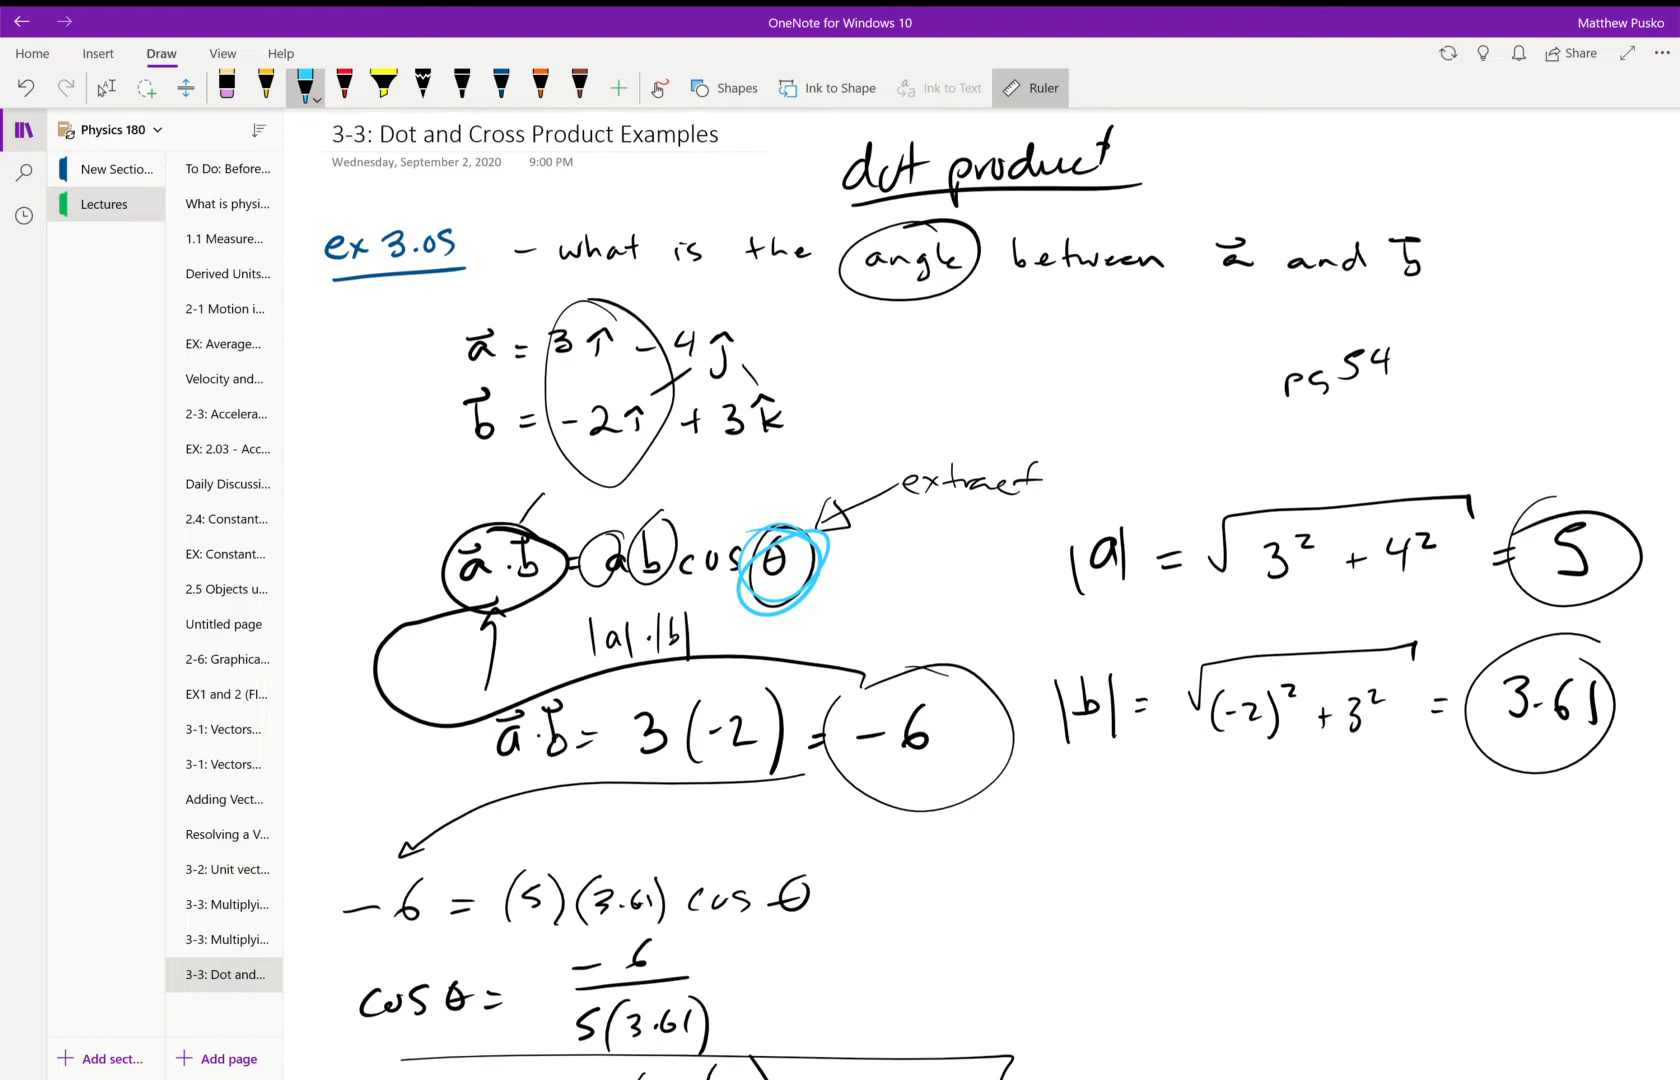 OneNote for Windows 10
Matthew Pusko
Home Insert Draw View Help
Share
Shapes Ink to Shape Ink to Text Ruler
Physics 180
New Sectio...
Lectures
To Do: Before...
What is physi...
1.1 Measure...
Derived Units...
2-1 Motion i...
EX: Average...
Velocity and...
2-3: Accelera...
EX: 2.03 - Acc...
Daily Discussi...
2.4: Constant...
EX: Constant...
2.5 Objects u...
Untitled page
2-6: Graphica...
EX1 and 2 (Fl...
3-1: Vectors...
3-1: Vectors...
Adding Vect...
Resolving a V...
3-2: Unit vect...
3-3: Multiplyi...
3-3: Multiplyi...
3-3: Dot and...
Add sect...
Add page
3-3: Dot and Cross Product Examples
Wednesday, September 2, 2020 9:00 PM
dot product
ex 3.05 - what is the angle between a⃗ and b⃗
a⃗ = 3î - 4ĵ
b⃗ = -2î + 3k̂
pg 54
extract
a⃗·b⃗ = ab cos θ
|a|·|b|
|a| = √3² + 4² = 5
a⃗·b⃗ = 3(-2) = -6
|b| = √(-2)² + 3² = 3.61
-6 = (5)(3.61) cos θ
cos θ = -6
5(3.61)